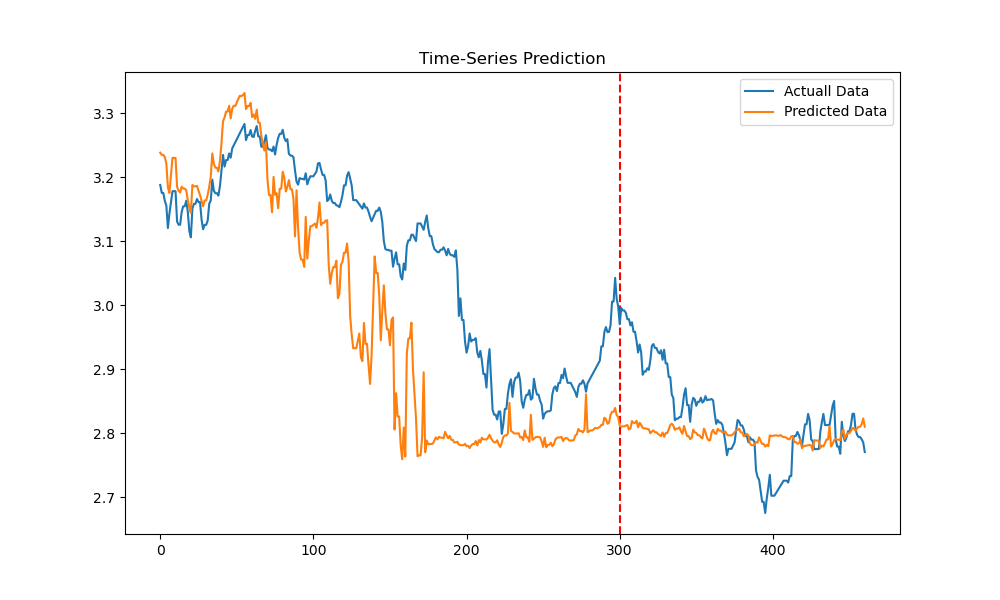 Time-Series Prediction
Actuall Data
Predicted Data
3.3
3.2
3.1
3.0
2.9
2.8
2.7
0 100 200 300 400